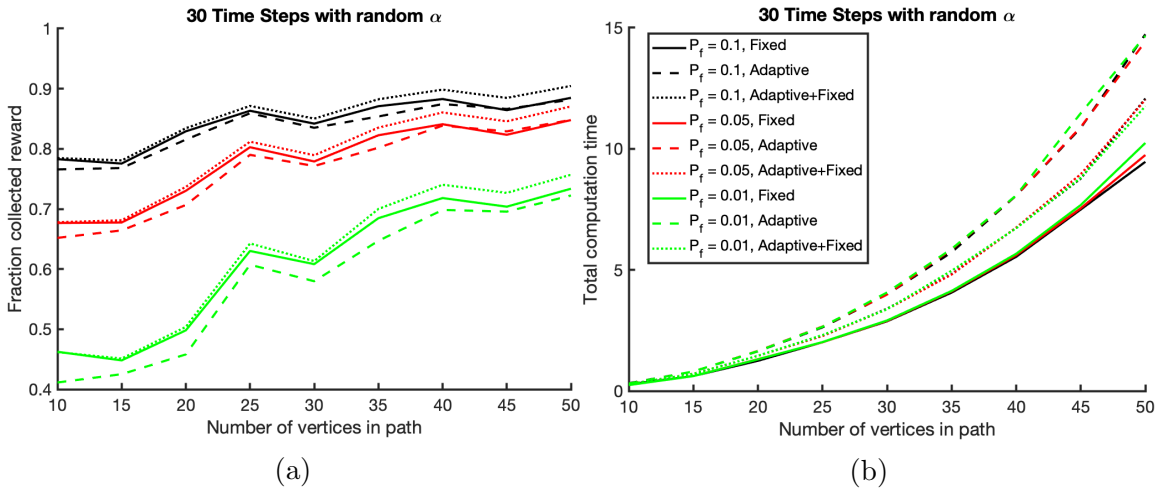 30 Time Steps with random α
1
0.9
0.8
0.7
0.6
0.5
0.4
Fraction collected reward
10 15 20 25 30 35 40 45 50
Number of vertices in path
(a)
30 Time Steps with random α
15
10
5
0
Total computation time
P_f = 0.1, Fixed
P_f = 0.1, Adaptive
P_f = 0.1, Adaptive+Fixed
P_f = 0.05, Fixed
P_f = 0.05, Adaptive
P_f = 0.05, Adaptive+Fixed
P_f = 0.01, Fixed
P_f = 0.01, Adaptive
P_f = 0.01, Adaptive+Fixed
10 15 20 25 30 35 40 45 50
Number of vertices in path
(b)